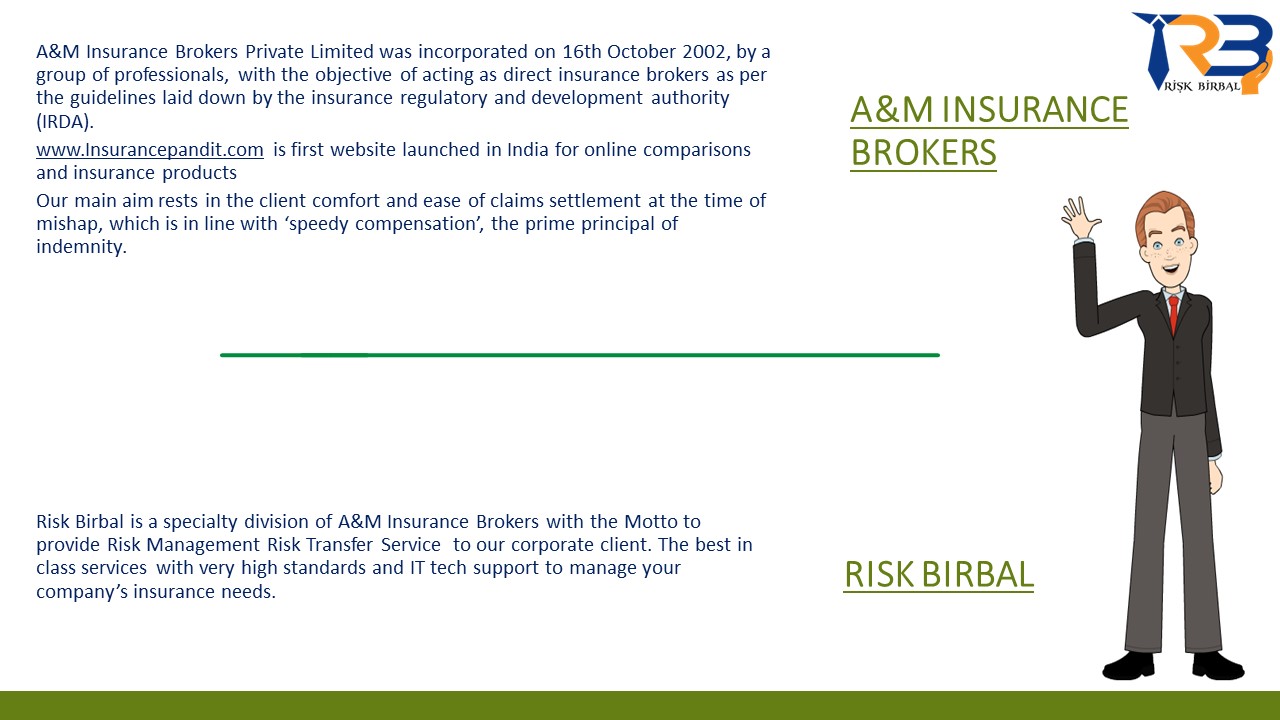 A&M Insurance Brokers Private Limited was incorporated on 16th October 2002, by a
group of professionals, with the objective of acting as direct insurance brokers as per
the guidelines laid down by the insurance regulatory and development authority
(IRDA).
www.Insurancepandit.com is first website launched in India for online comparisons
and insurance products
Our main aim rests in the client comfort and ease of claims settlement at the time of
mishap, which is in line with ‘speedy compensation’, the prime principal of
indemnity.
RB
RISK BIRBAL
A&M INSURANCE
BROKERS
Risk Birbal is a specialty division of A&M Insurance Brokers with the Motto to
provide Risk Management Risk Transfer Service to our corporate client. The best in
class services with very high standards and IT tech support to manage your
company’s insurance needs.
RISK BIRBAL